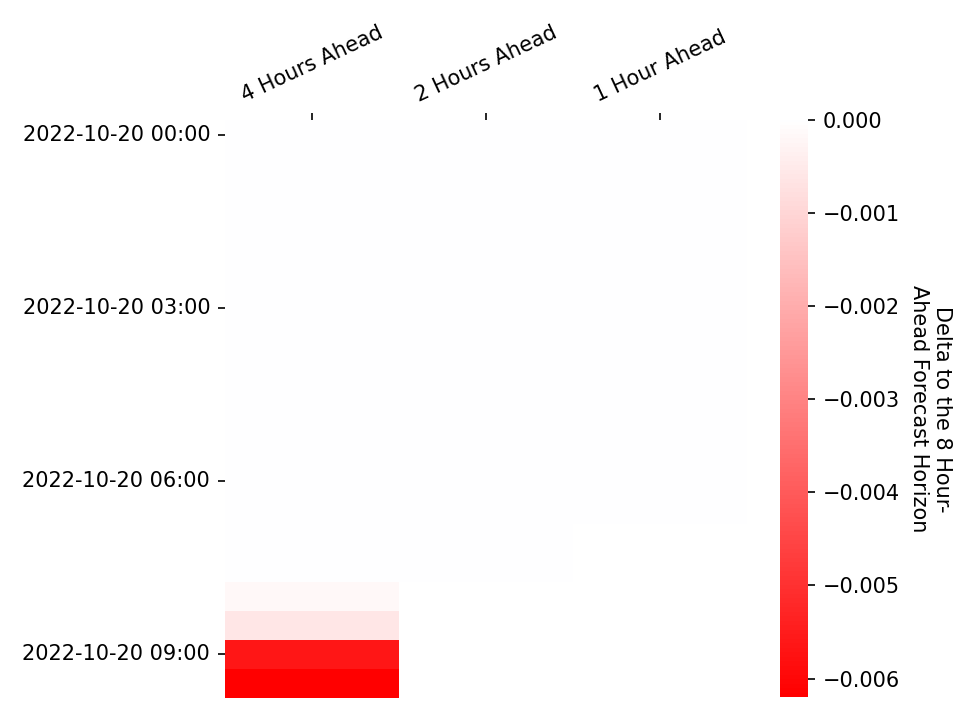 4 Hours Ahead
2 Hours Ahead
1 Hour Ahead
2022-10-20 00:00
2022-10-20 03:00
2022-10-20 06:00
2022-10-20 09:00
0.000
−0.001
−0.002
−0.003
−0.004
−0.005
−0.006
Delta to the 8 Hour-
Ahead Forecast Horizon